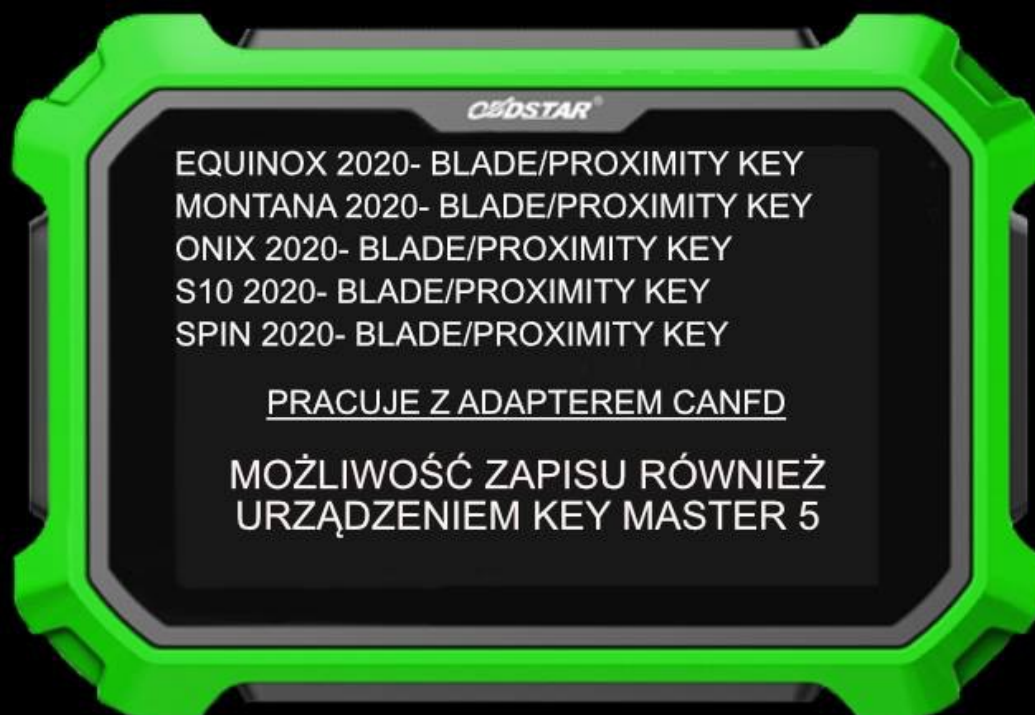 OBDSTAR®
EQUINOX 2020- BLADE/PROXIMITY KEY
MONTANA 2020- BLADE/PROXIMITY KEY
ONIX 2020- BLADE/PROXIMITY KEY
S10 2020- BLADE/PROXIMITY KEY
SPIN 2020- BLADE/PROXIMITY KEY
PRACUJE Z ADAPTEREM CANFD
MOŻLIWOŚĆ ZAPISU RÓWNIEŻ
URZĄDZENIEM KEY MASTER 5